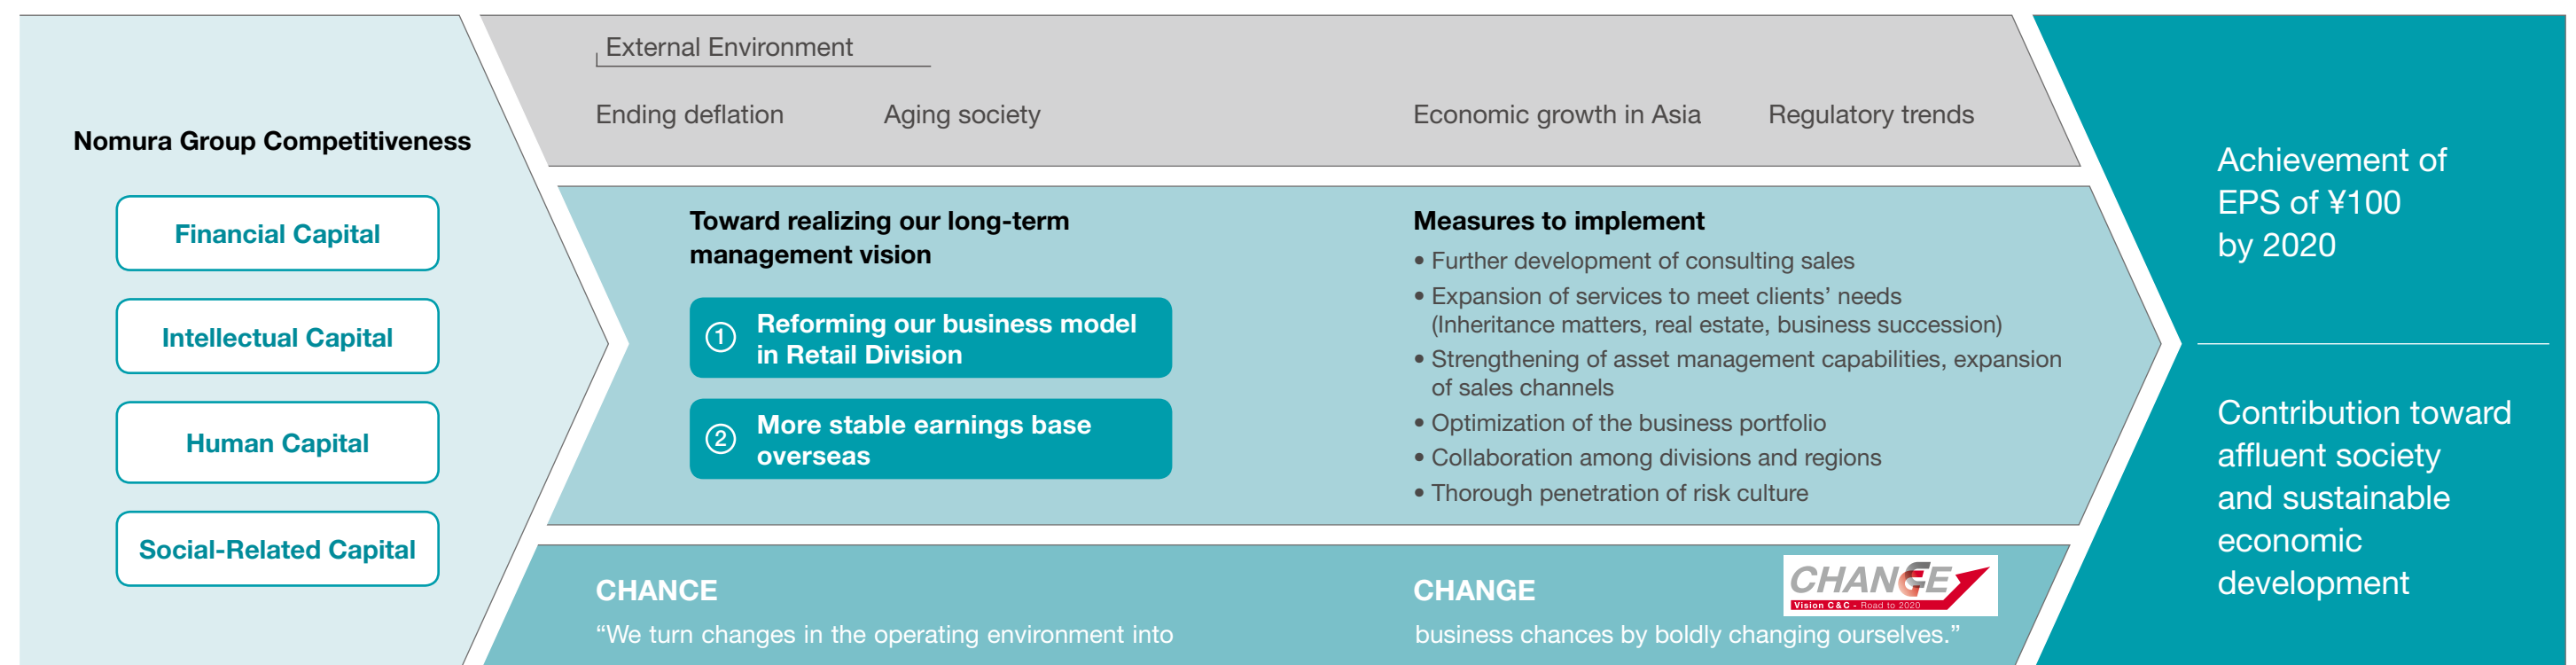 Nomura Group Competitiveness
Financial Capital
Intellectual Capital
Human Capital
Social-Related Capital
External Environment
Ending deflation
Aging society
Economic growth in Asia
Regulatory trends
Toward realizing our long-term
management vision
① Reforming our business model
in Retail Division
② More stable earnings base
overseas
Measures to implement
• Further development of consulting sales
• Expansion of services to meet clients’ needs
(Inheritance matters, real estate, business succession)
• Strengthening of asset management capabilities, expansion
of sales channels
• Optimization of the business portfolio
• Collaboration among divisions and regions
• Thorough penetration of risk culture
CHANCE
“We turn changes in the operating environment into
CHANGE
business chances by boldly changing ourselves.”
CHANGE
Vision C&C - Road to 2020
Achievement of
EPS of ¥100
by 2020
Contribution toward
affluent society
and sustainable
economic
development